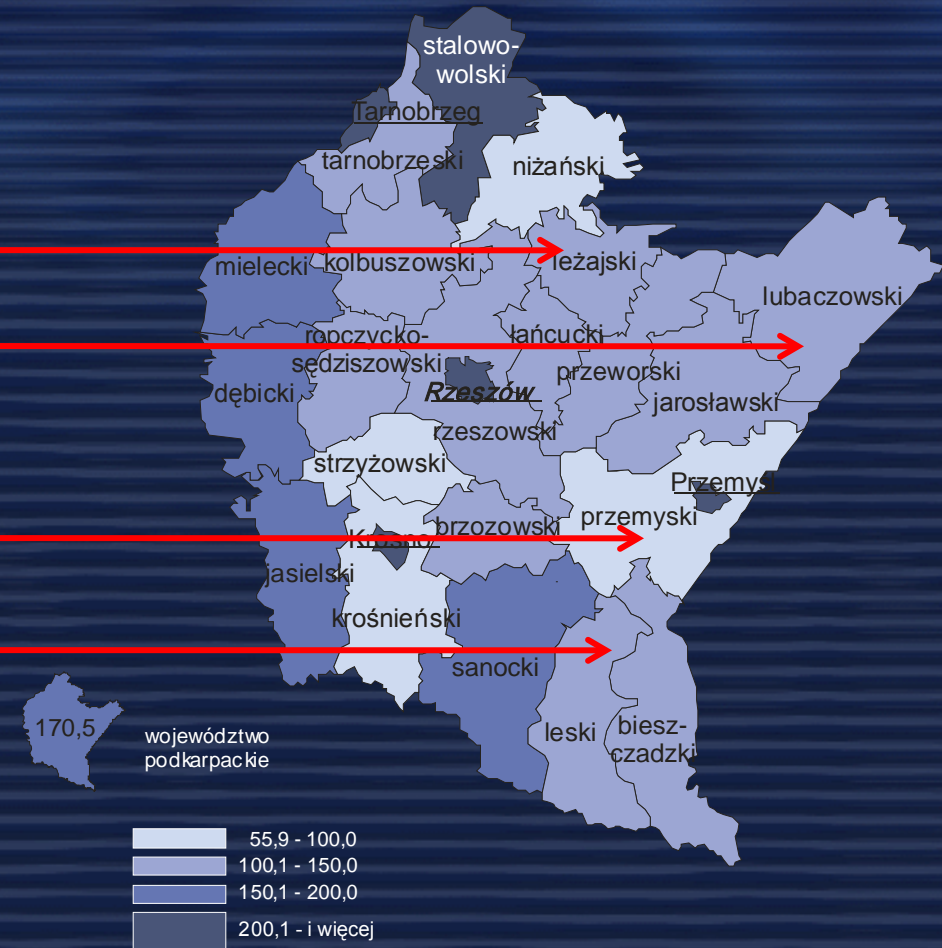 stalowo-
wolski
Tarnobrzeg
tarnobrzeski
niżański
mielecki
kolbuszowski
leżajski
lubaczowski
ropczycko-
sędziszowski
łańcucki
przeworski
dębicki
Rzeszów
jarosławski
rzeszowski
strzyżowski
Przemyśl
przemyski
brzozowski
Krosno
jasielski
krośnieński
sanocki
leski
biesz-
czadzki
170,5
województwo
podkarpackie
55,9 - 100,0
100,1 - 150,0
150,1 - 200,0
200,1 - i więcej